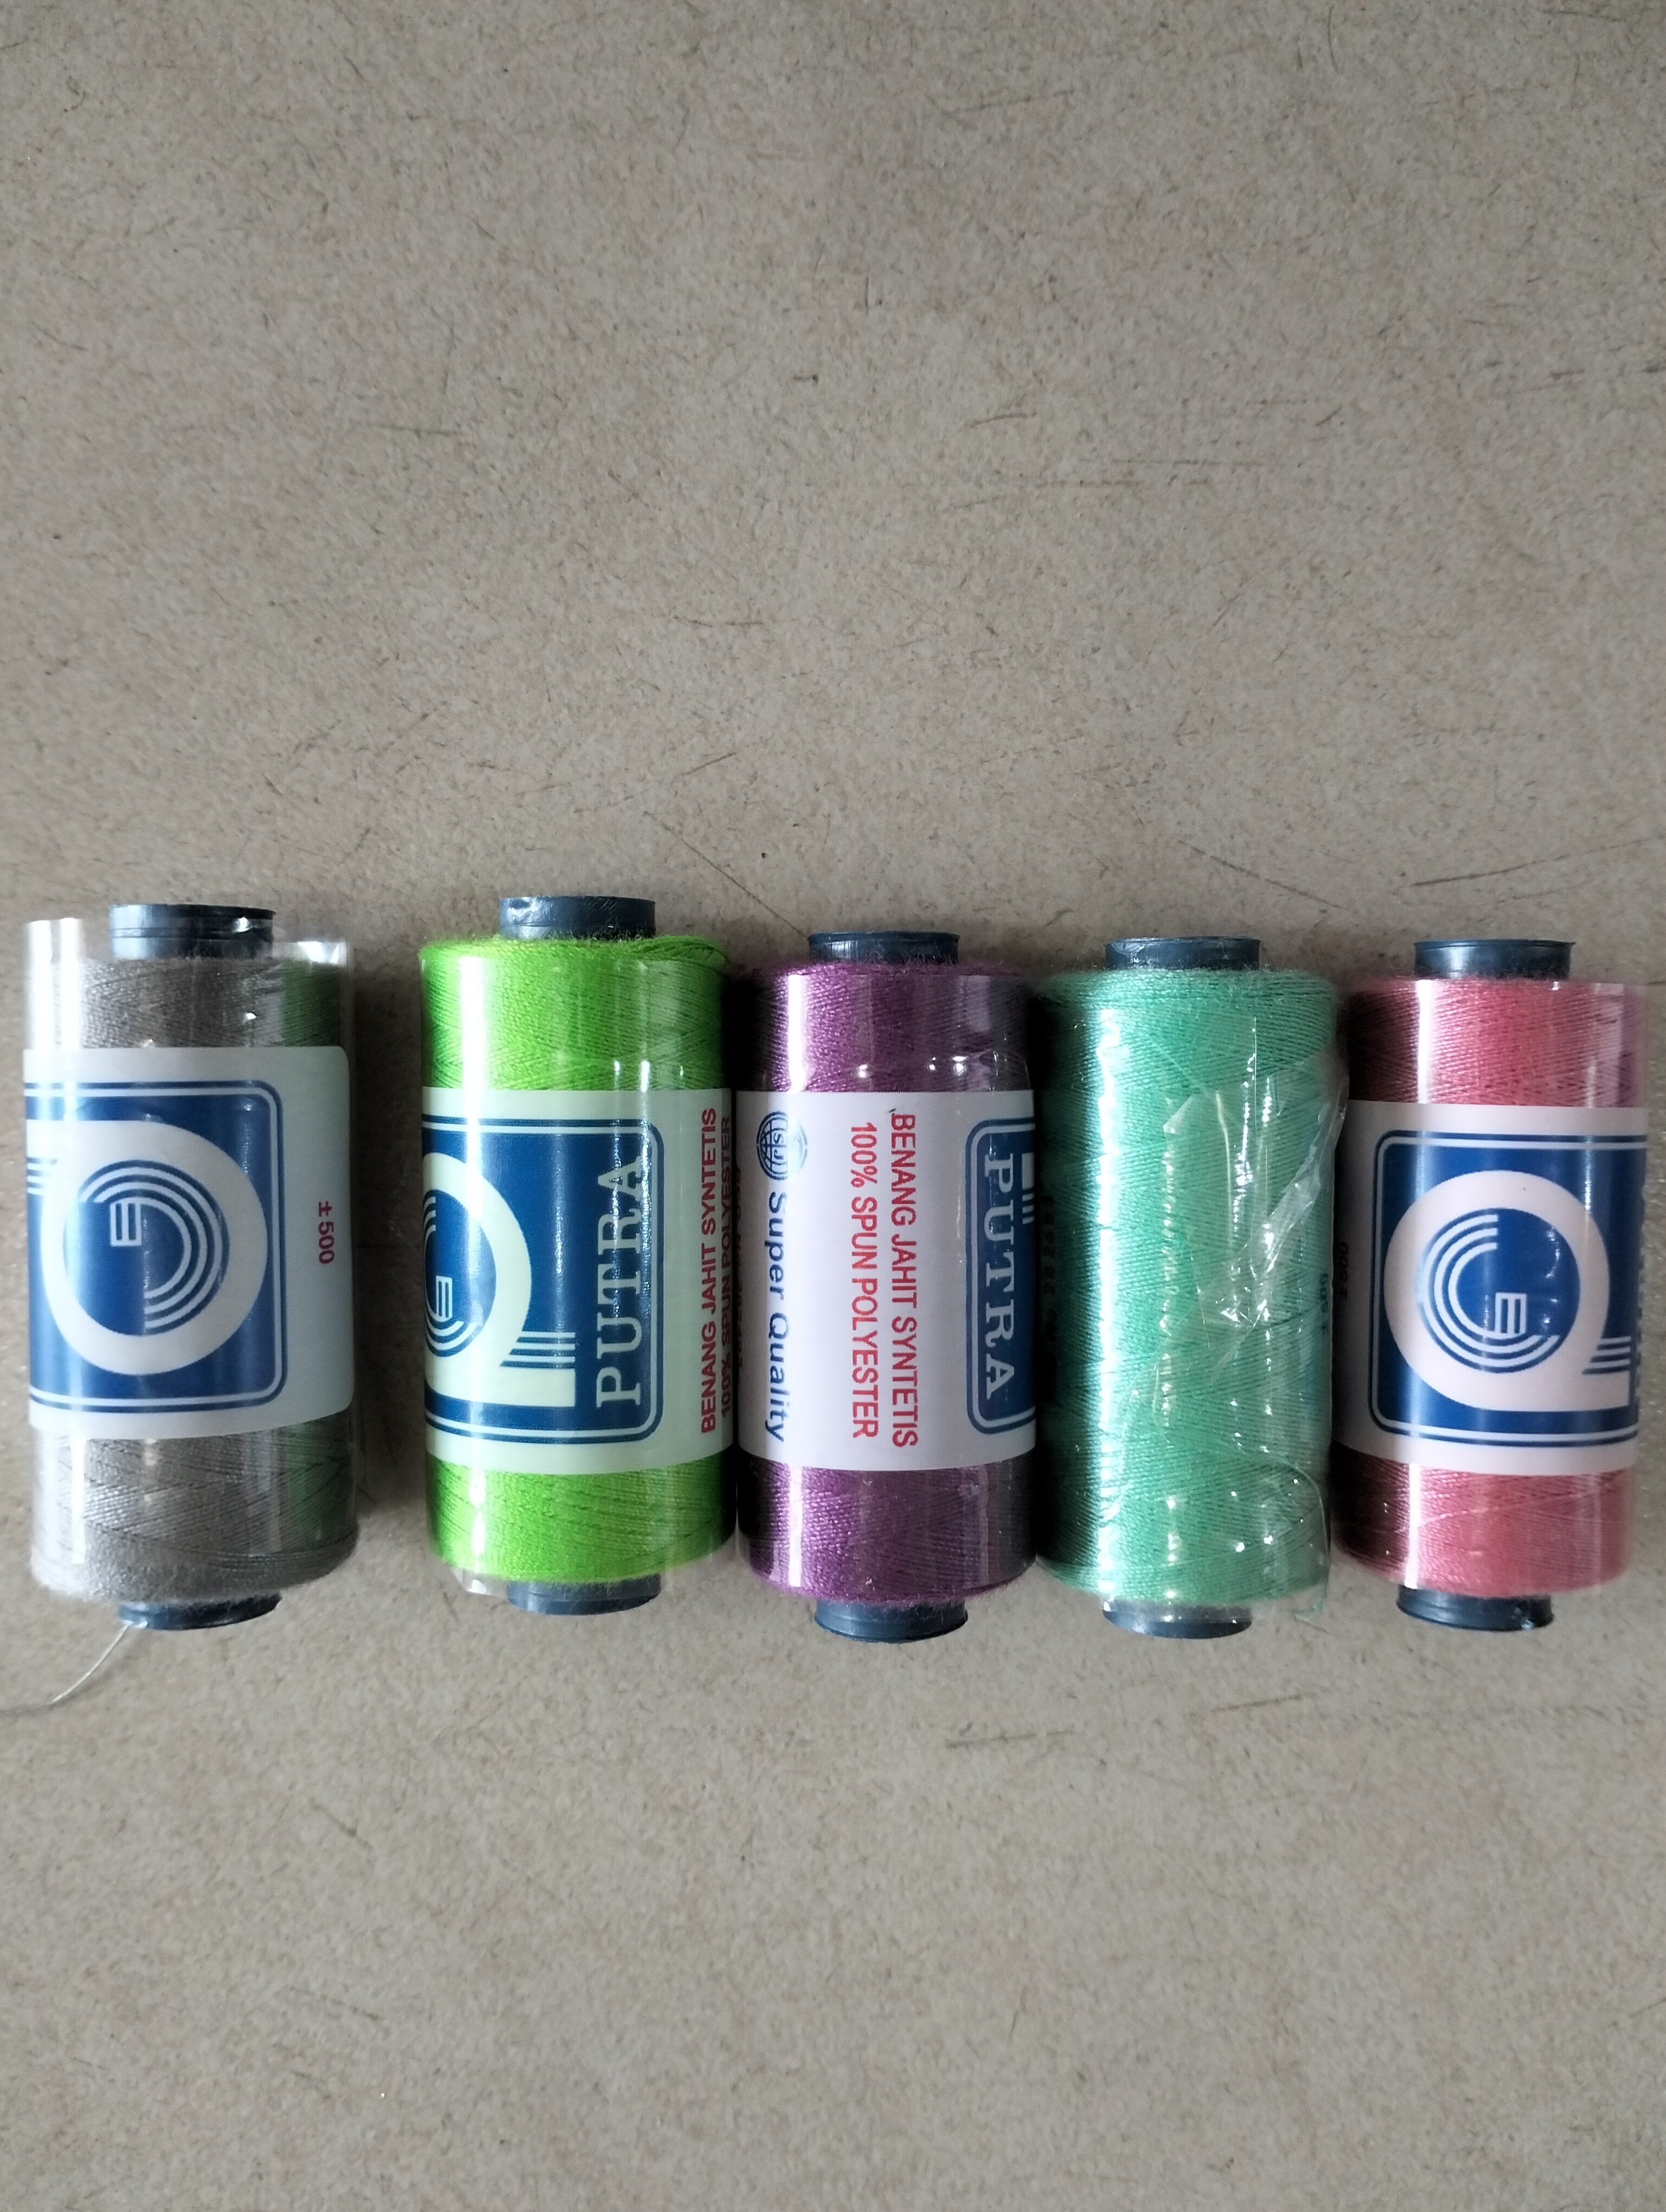 ± 500
PUTRA
BENANG JAHIT SYNTETIS
100% SPUN POLYESTER
PUTRA
BENANG JAHIT SYNTETIS
100% SPUN POLYESTER
Super Quality